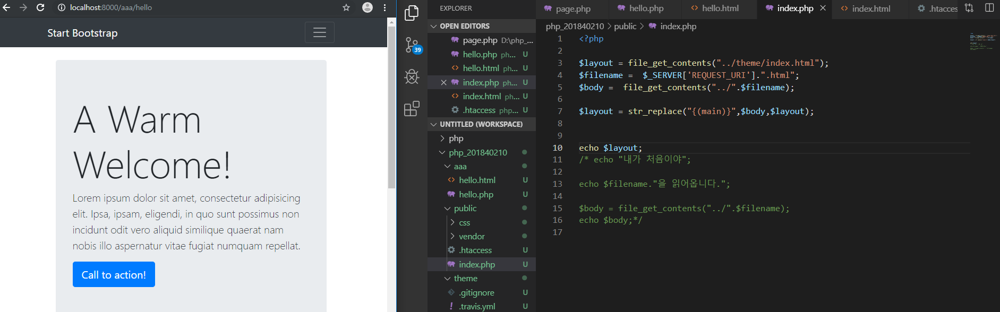 localhost:8000/aaa/hello
Start Bootstrap
A Warm
Welcome!
Lorem ipsum dolor sit amet, consectetur adipisicing
elit. Ipsa, ipsam, eligendi, in quo sunt possimus non
incidunt odit vero aliquid similique quaerat nam
nobis illo aspernatur vitae fugiat numquam repellat.
Call to action!
39
EXPLORER
OPEN EDITORS
page.php D:\php_...
hello.php ph... U
hello.html ph... U
index.php ph... U
index.html ph... U
.htaccess php... U
UNTITLED (WORKSPACE)
php
php_201840210
aaa
hello.html U
hello.php U
public
css
vendor
.htaccess U
index.php U
theme
.gitignore U
.travis.yml U
page.php hello.php hello.html index.php index.html .htacces
php_201840210 > public > index.php
1 <?php
2
3 $layout = file_get_contents("../theme/index.html");
4 $filename =  $_SERVER['REQUEST_URI'].".html";
5 $body =  file_get_contents("../".$filename);
6
7 $layout = str_replace("{(main)}",$body,$layout);
8
9
10 echo $layout;
11 /* echo "내가 처음이야";
12
13 echo $filename."을 읽어옵니다.";
14
15 $body = file_get_contents("../".$filename);
16 echo $body;*/
17